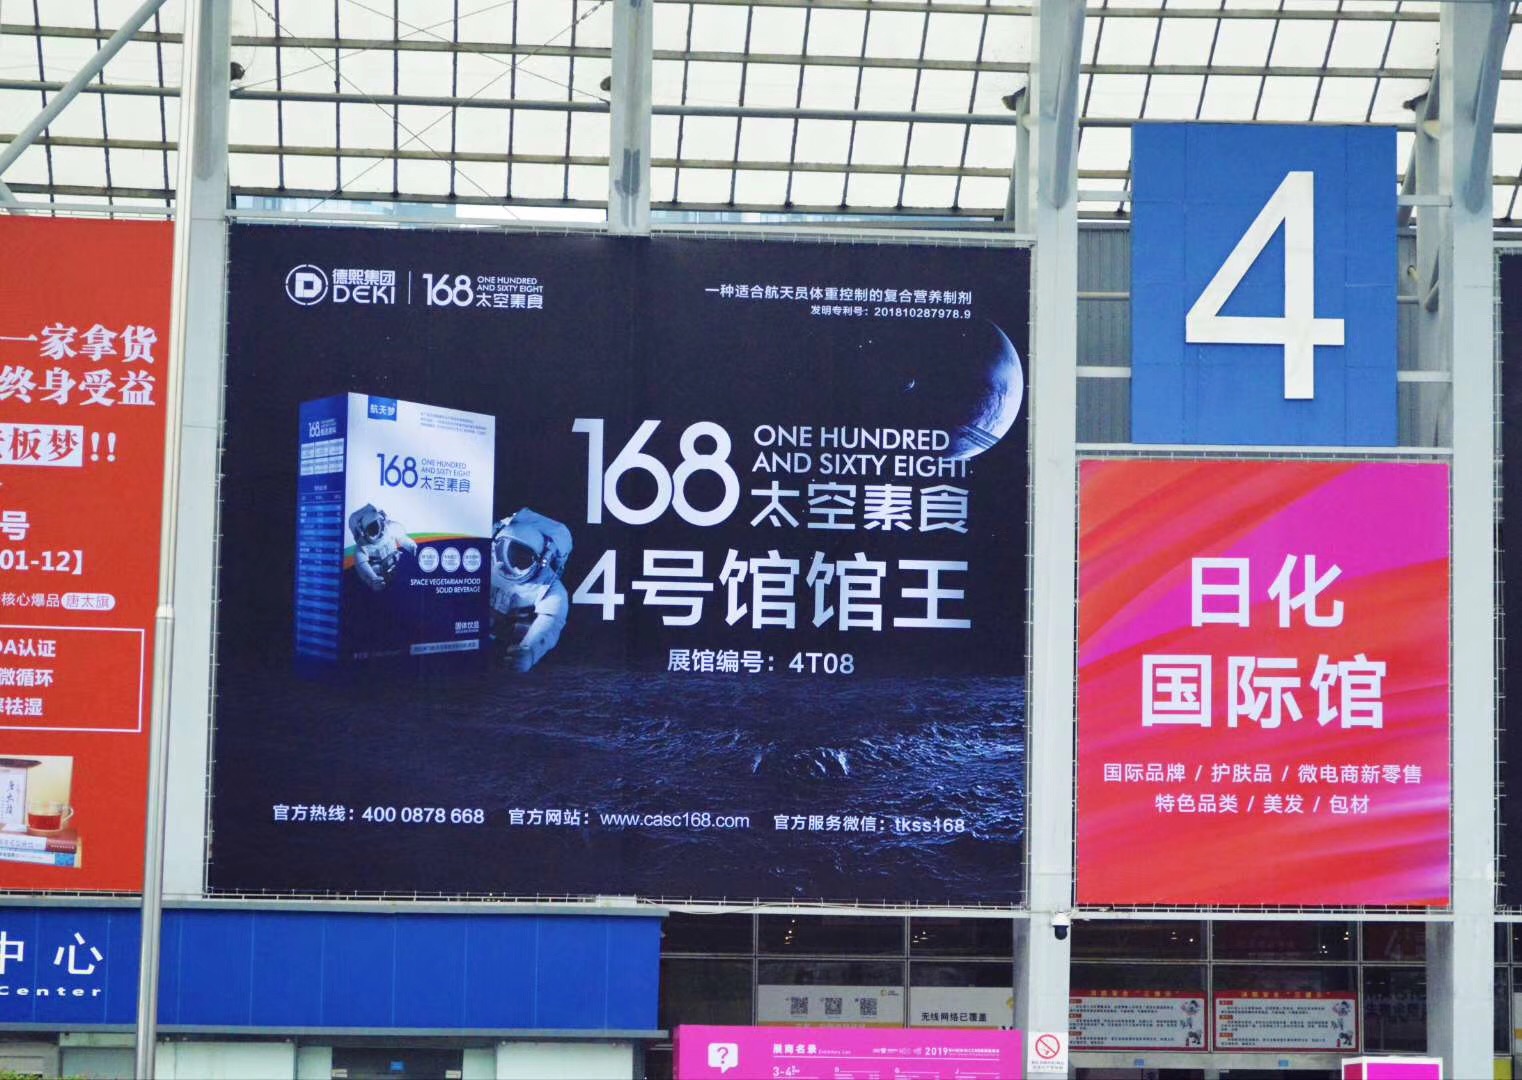 一家拿货
终身受益
板梦!!
号
01-12】
核心爆品 唐太旗
DA认证
微循环
祛湿
德熙集团
DEKI
168
ONE HUNDRED
AND SIXTY EIGHT
太空素食
一种适合航天员体重控制的复合营养制剂
发明专利号：201810287978.9
航天梦
168
ONE HUNDRED
AND SIXTY EIGHT
太空素食
SPACE VEGETARIAN FOOD
SOLID BEVERAGE
固体饮品
168
ONE HUNDRED
AND SIXTY EIGHT
太空素食
4号馆馆王
展馆编号：4T08
官方热线：400 0878 668 官方网站：www.casc168.com 官方服务微信：tkss168
4
日化
国际馆
国际品牌 / 护肤品 / 微电商新零售
特色品类 / 美发 / 包材
中心
Center
无线网络已覆盖
?
展商名录
2019
3-4